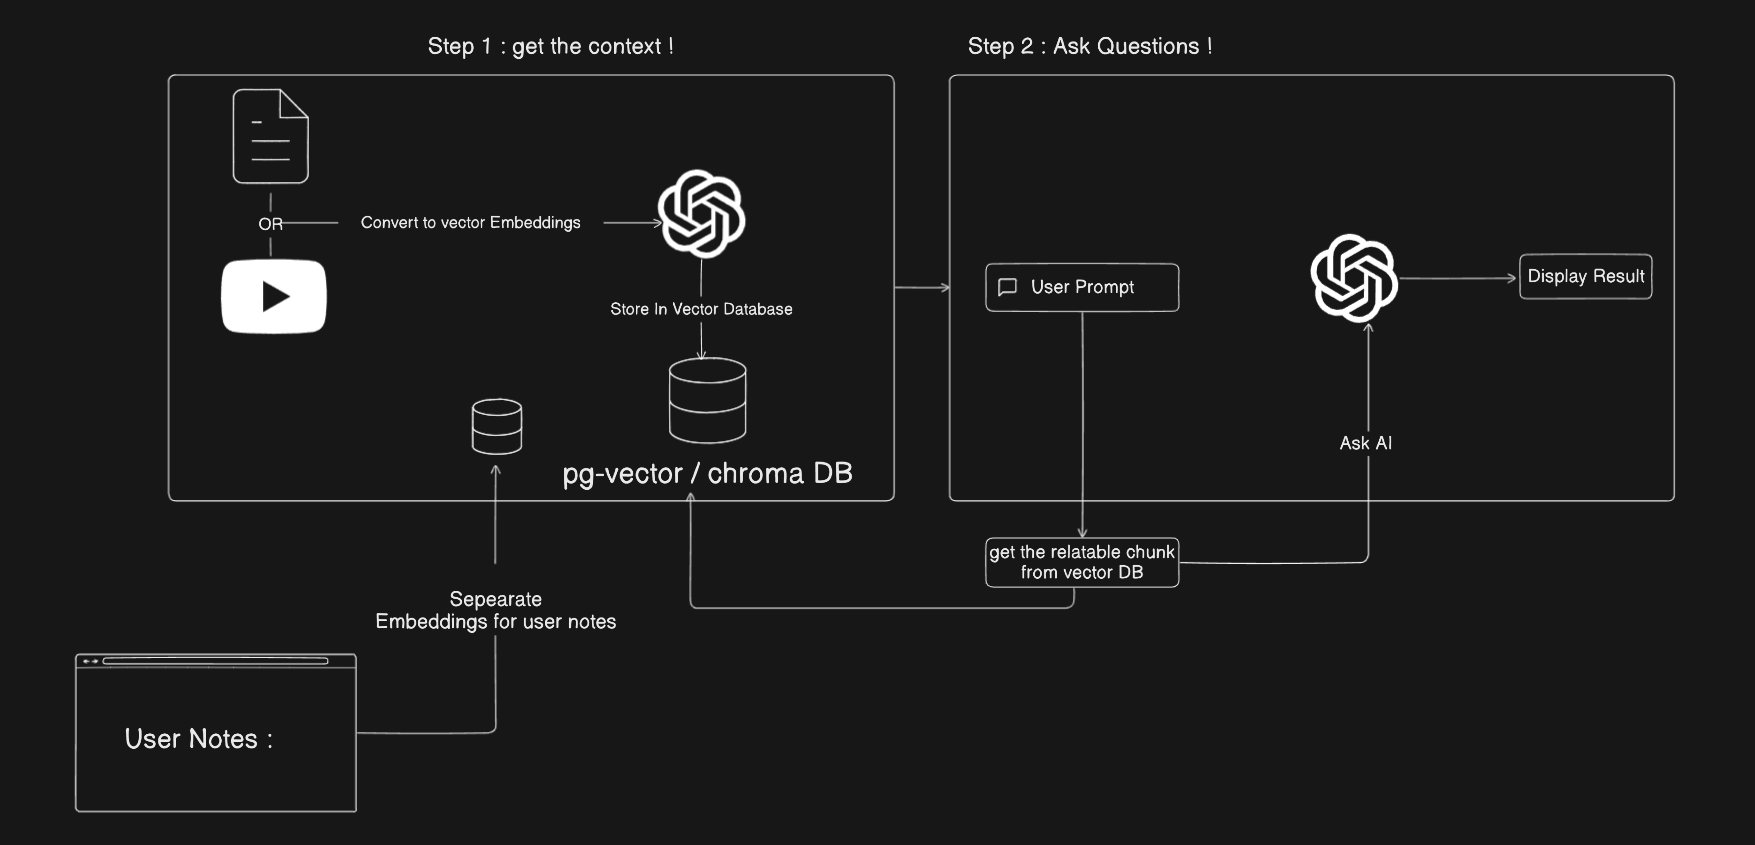 Step 1 : get the context !
Step 2 : Ask Questions !
OR
Convert to vector Embeddings
Store In Vector Database
pg-vector / chroma DB
User Prompt
Display Result
Ask AI
get the relatable chunk
from vector DB
Sepearate
Embeddings for user notes
User Notes :